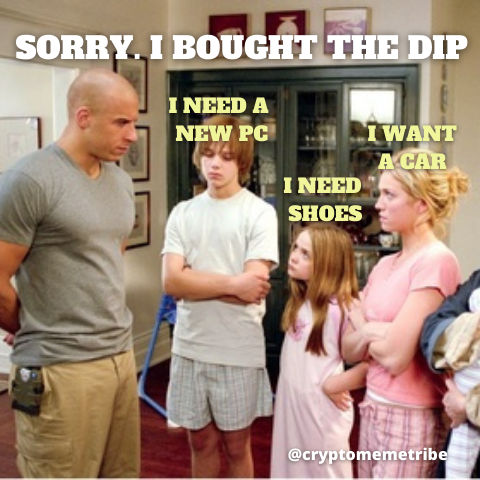 SORRY. I BOUGHT THE DIP
I NEED A
NEW PC
I WANT
A CAR
I NEED
SHOES
@cryptomemetribe